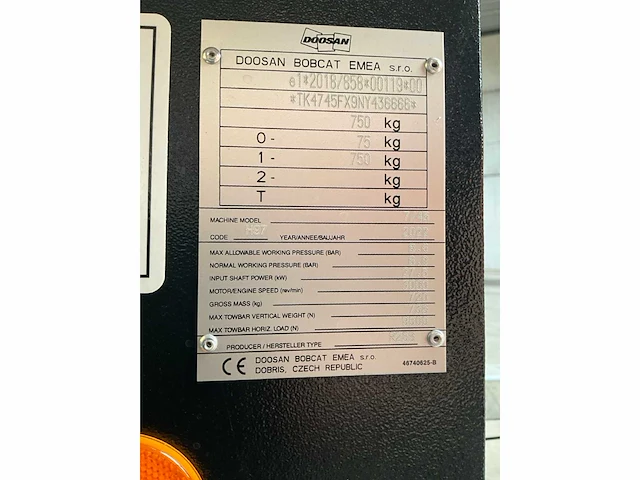 DOOSAN
DOOSAN BOBCAT EMEA s.r.o.
e1*2018/858*00119*00
*TK4745FX9NY436666*
750 kg
0- 75 kg
1- 750 kg
2- kg
T kg
MACHINE MODEL
CODE YEAR/ANNEE/BAUJAHR 2022
MAX ALLOWABLE WORKING PRESSURE (BAR)
NORMAL WORKING PRESSURE (BAR)
INPUT SHAFT POWER (kW)
MOTOR/ENGINE SPEED (rev/min)
GROSS MASS (kg)
MAX TOWBAR VERTICAL WEIGHT (N)
MAX TOWBAR HORIZ. LOAD (N)
PRODUCER / HERSTELLER TYPE
CE DOOSAN BOBCAT EMEA s.r.o.
DOBRIS, CZECH REPUBLIC
46740625-B